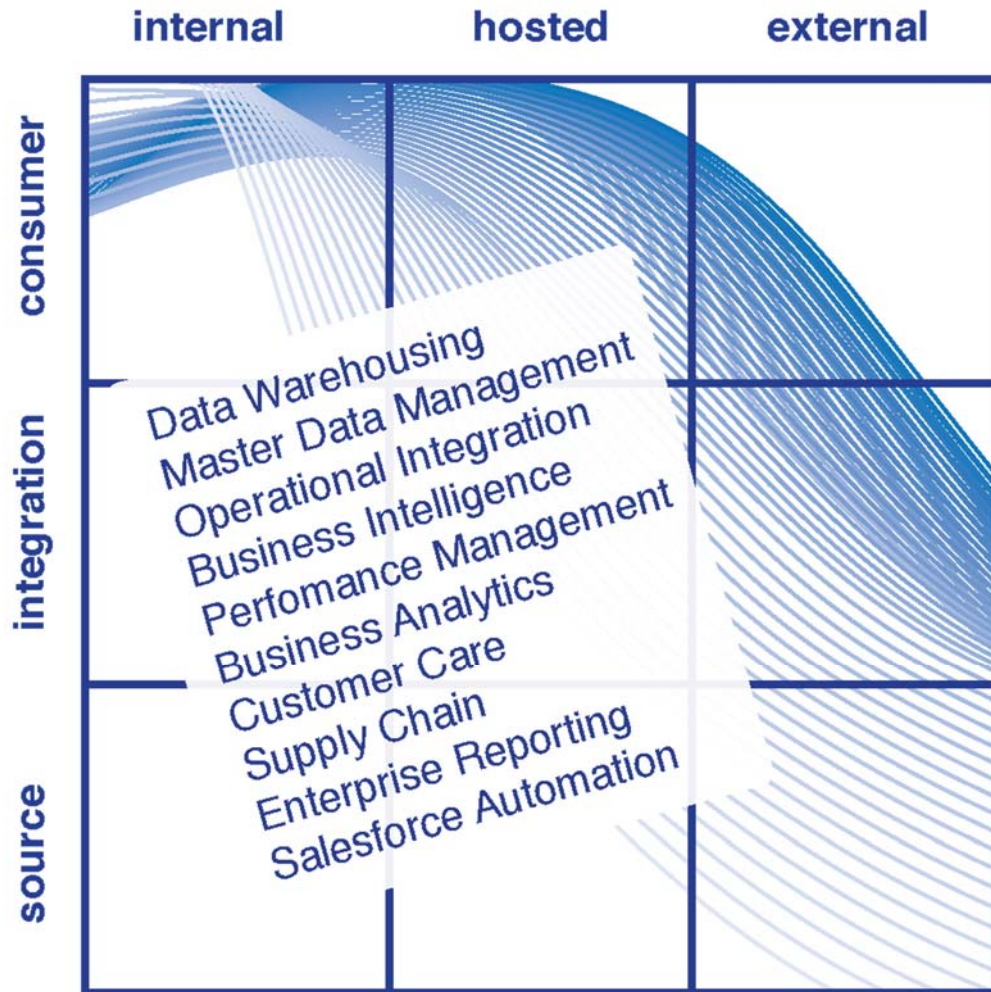 internal hosted external
consumer
integration
source
Data Warehousing
Master Data Management
Operational Integration
Business Intelligence
Perfomance Management
Business Analytics
Customer Care
Supply Chain
Enterprise Reporting
Salesforce Automation